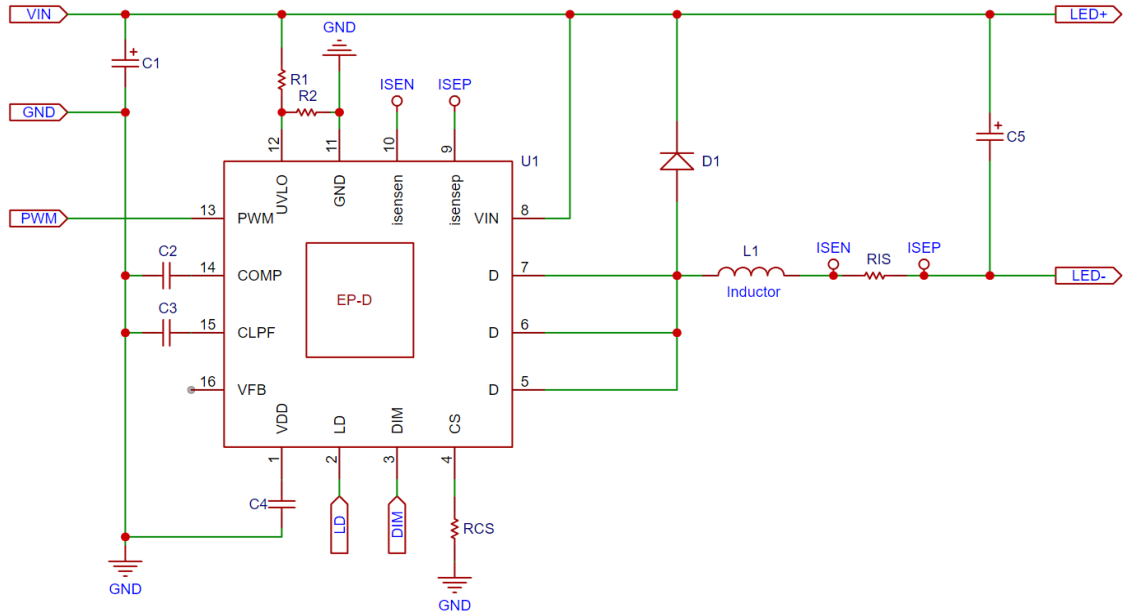 VIN
LED+
GND
C1
R1
R2
ISEN
ISEP
GND
C5
12
11
10
9
U1
D1
UVLO
GND
isensen
isensep
PWM
13
PWM
VIN
8
C2
14
COMP
EP-D
D
7
L1
Inductor
ISEN
RIS
ISEP
LED-
C3
15
CLPF
D
6
16
VFB
D
5
VDD
LD
DIM
CS
1
2
3
4
C4
LD
DIM
RCS
GND
GND